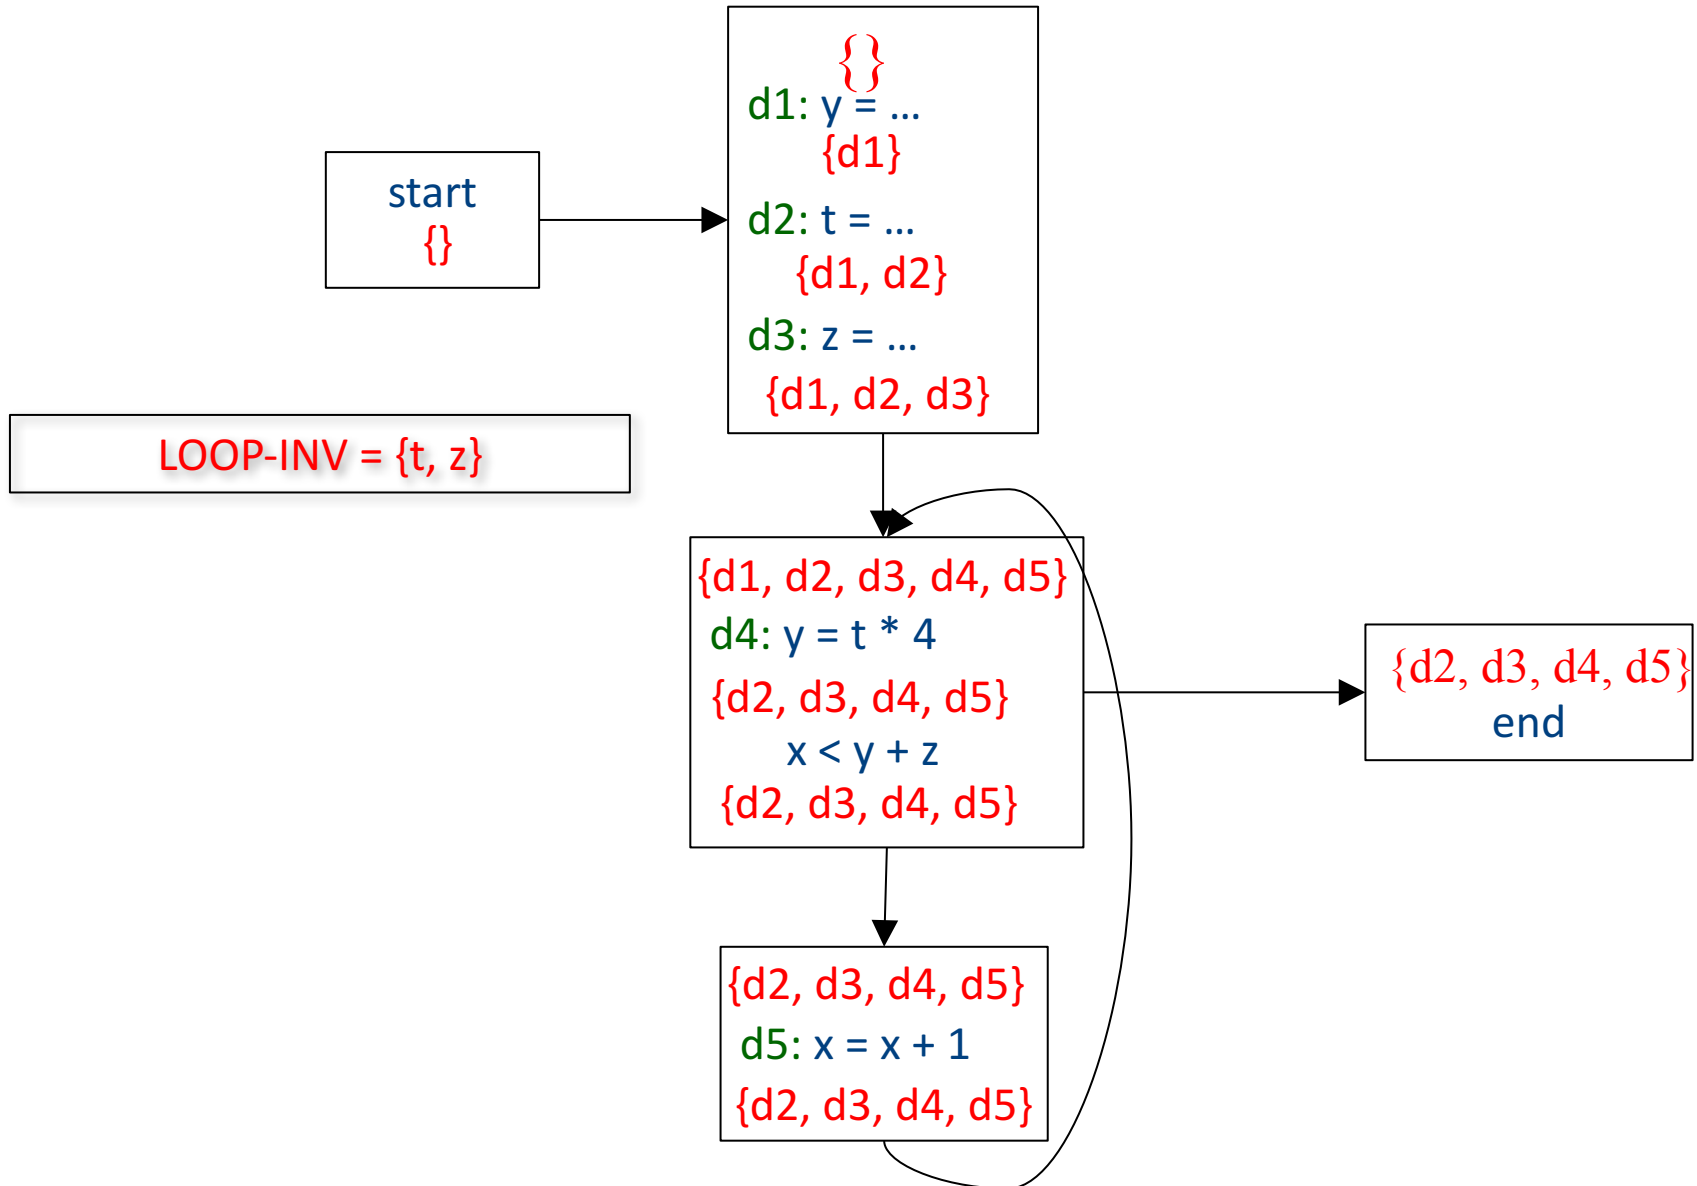 start
{}
{}
d1: y = ...
{d1}
d2: t = ...
{d1, d2}
d3: z = ...
{d1, d2, d3}
LOOP-INV = {t, z}
{d1, d2, d3, d4, d5}
d4: y = t * 4
{d2, d3, d4, d5}
x < y + z
{d2, d3, d4, d5}
{d2, d3, d4, d5}
end
{d2, d3, d4, d5}
d5: x = x + 1
{d2, d3, d4, d5}